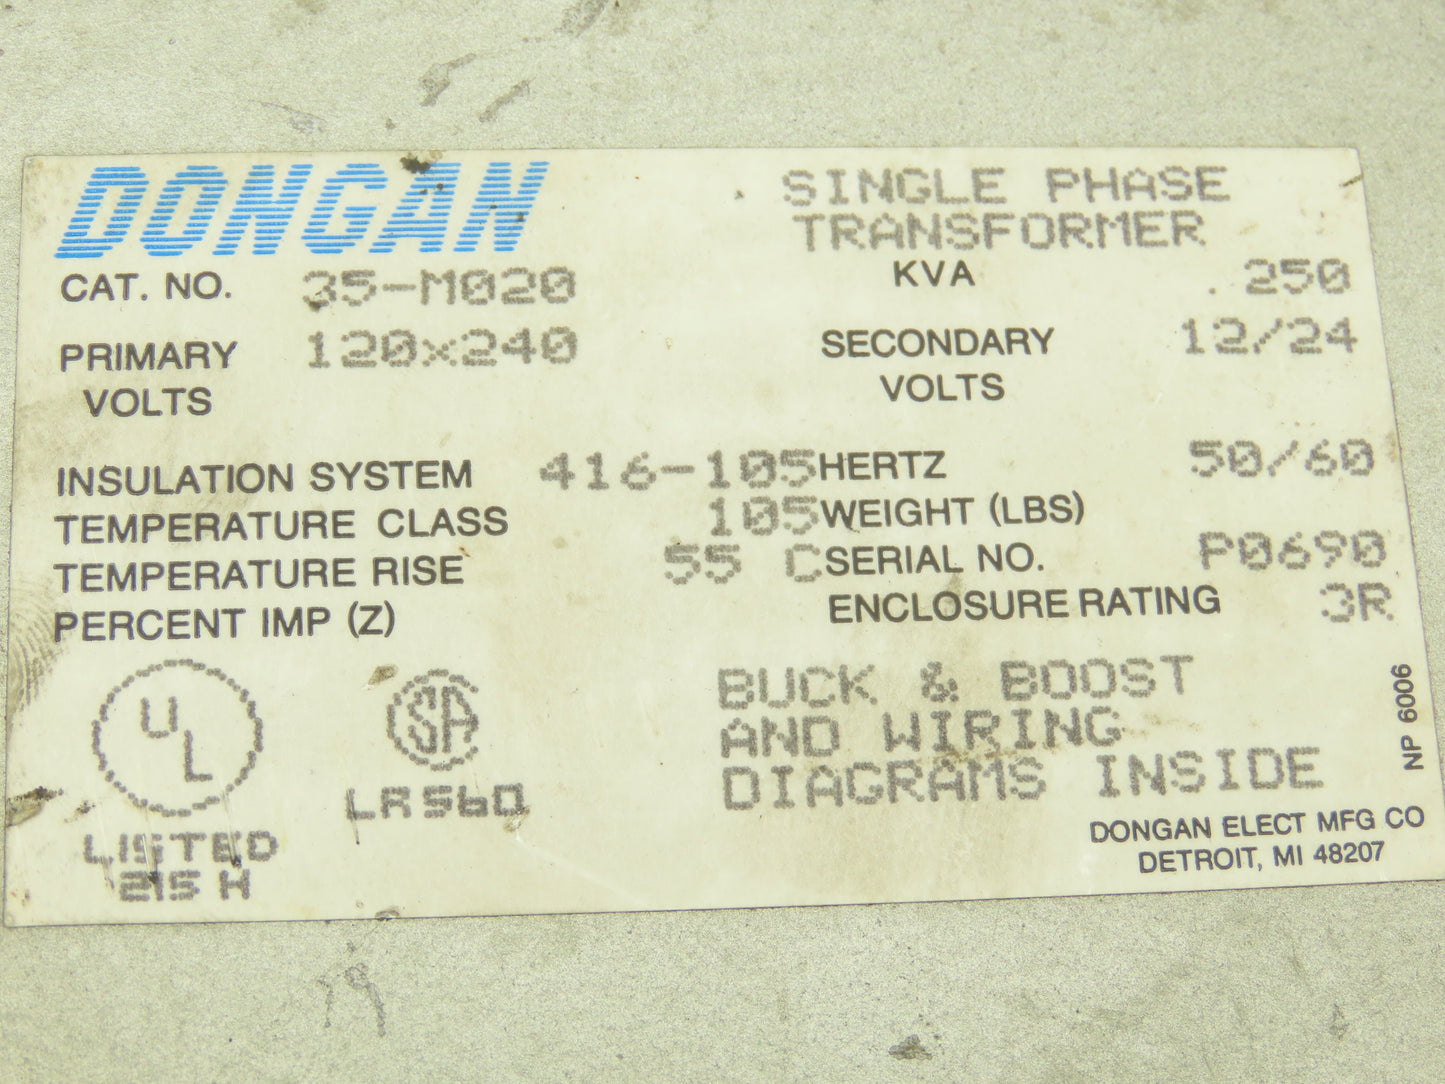 DONGAN
SINGLE PHASE
TRANSFORMER
CAT. NO. 35-M020
KVA .250
PRIMARY VOLTS 120x240
SECONDARY VOLTS 12/24
INSULATION SYSTEM 416-105
HERTZ 50/60
TEMPERATURE CLASS 105
WEIGHT (LBS)
TEMPERATURE RISE 55 C
SERIAL NO. P0690
PERCENT IMP (Z)
ENCLOSURE RATING 3R
UL
LISTED
215 H
SA
LR560
BUCK & BOOST
AND WIRING
DIAGRAMS INSIDE
NP 6006
DONGAN ELECT MFG CO
DETROIT, MI 48207